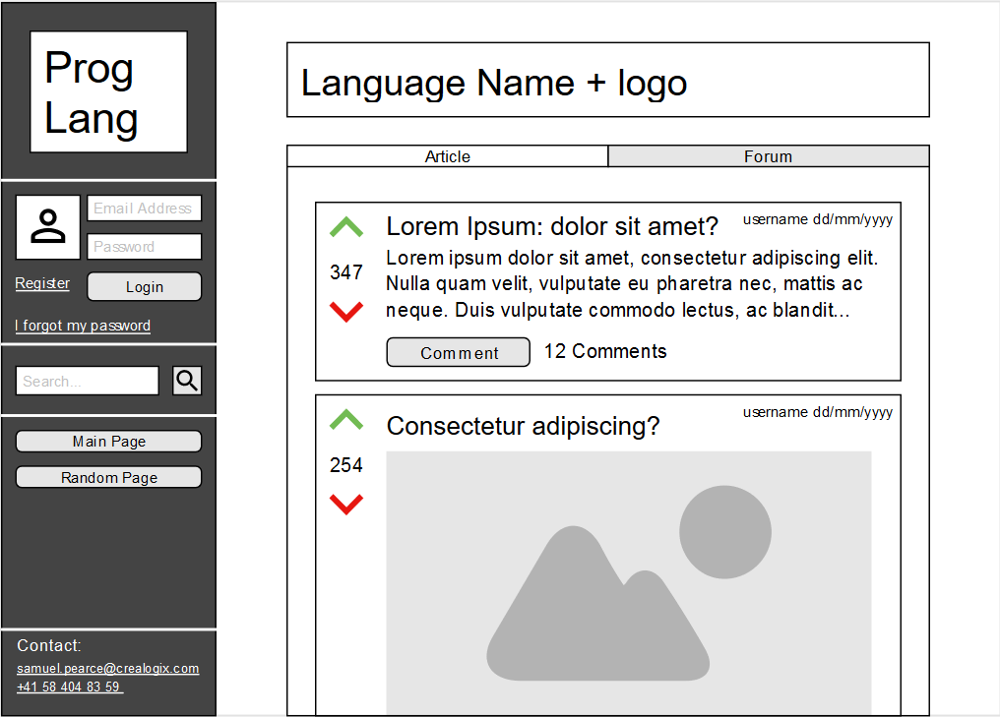 Prog
Lang
Email Address
Password
Register
Login
I forgot my password
Search...
Main Page
Random Page
Contact:
samuel.pearce@crealogix.com
+41 58 404 83 59
Language Name + logo
Article
Forum
Lorem Ipsum: dolor sit amet?
username dd/mm/yyyy
347
Lorem ipsum dolor sit amet, consectetur adipiscing elit.
Nulla quam velit, vulputate eu pharetra nec, mattis ac
neque. Duis vulputate commodo lectus, ac blandit...
Comment
12 Comments
Consectetur adipiscing?
username dd/mm/yyyy
254